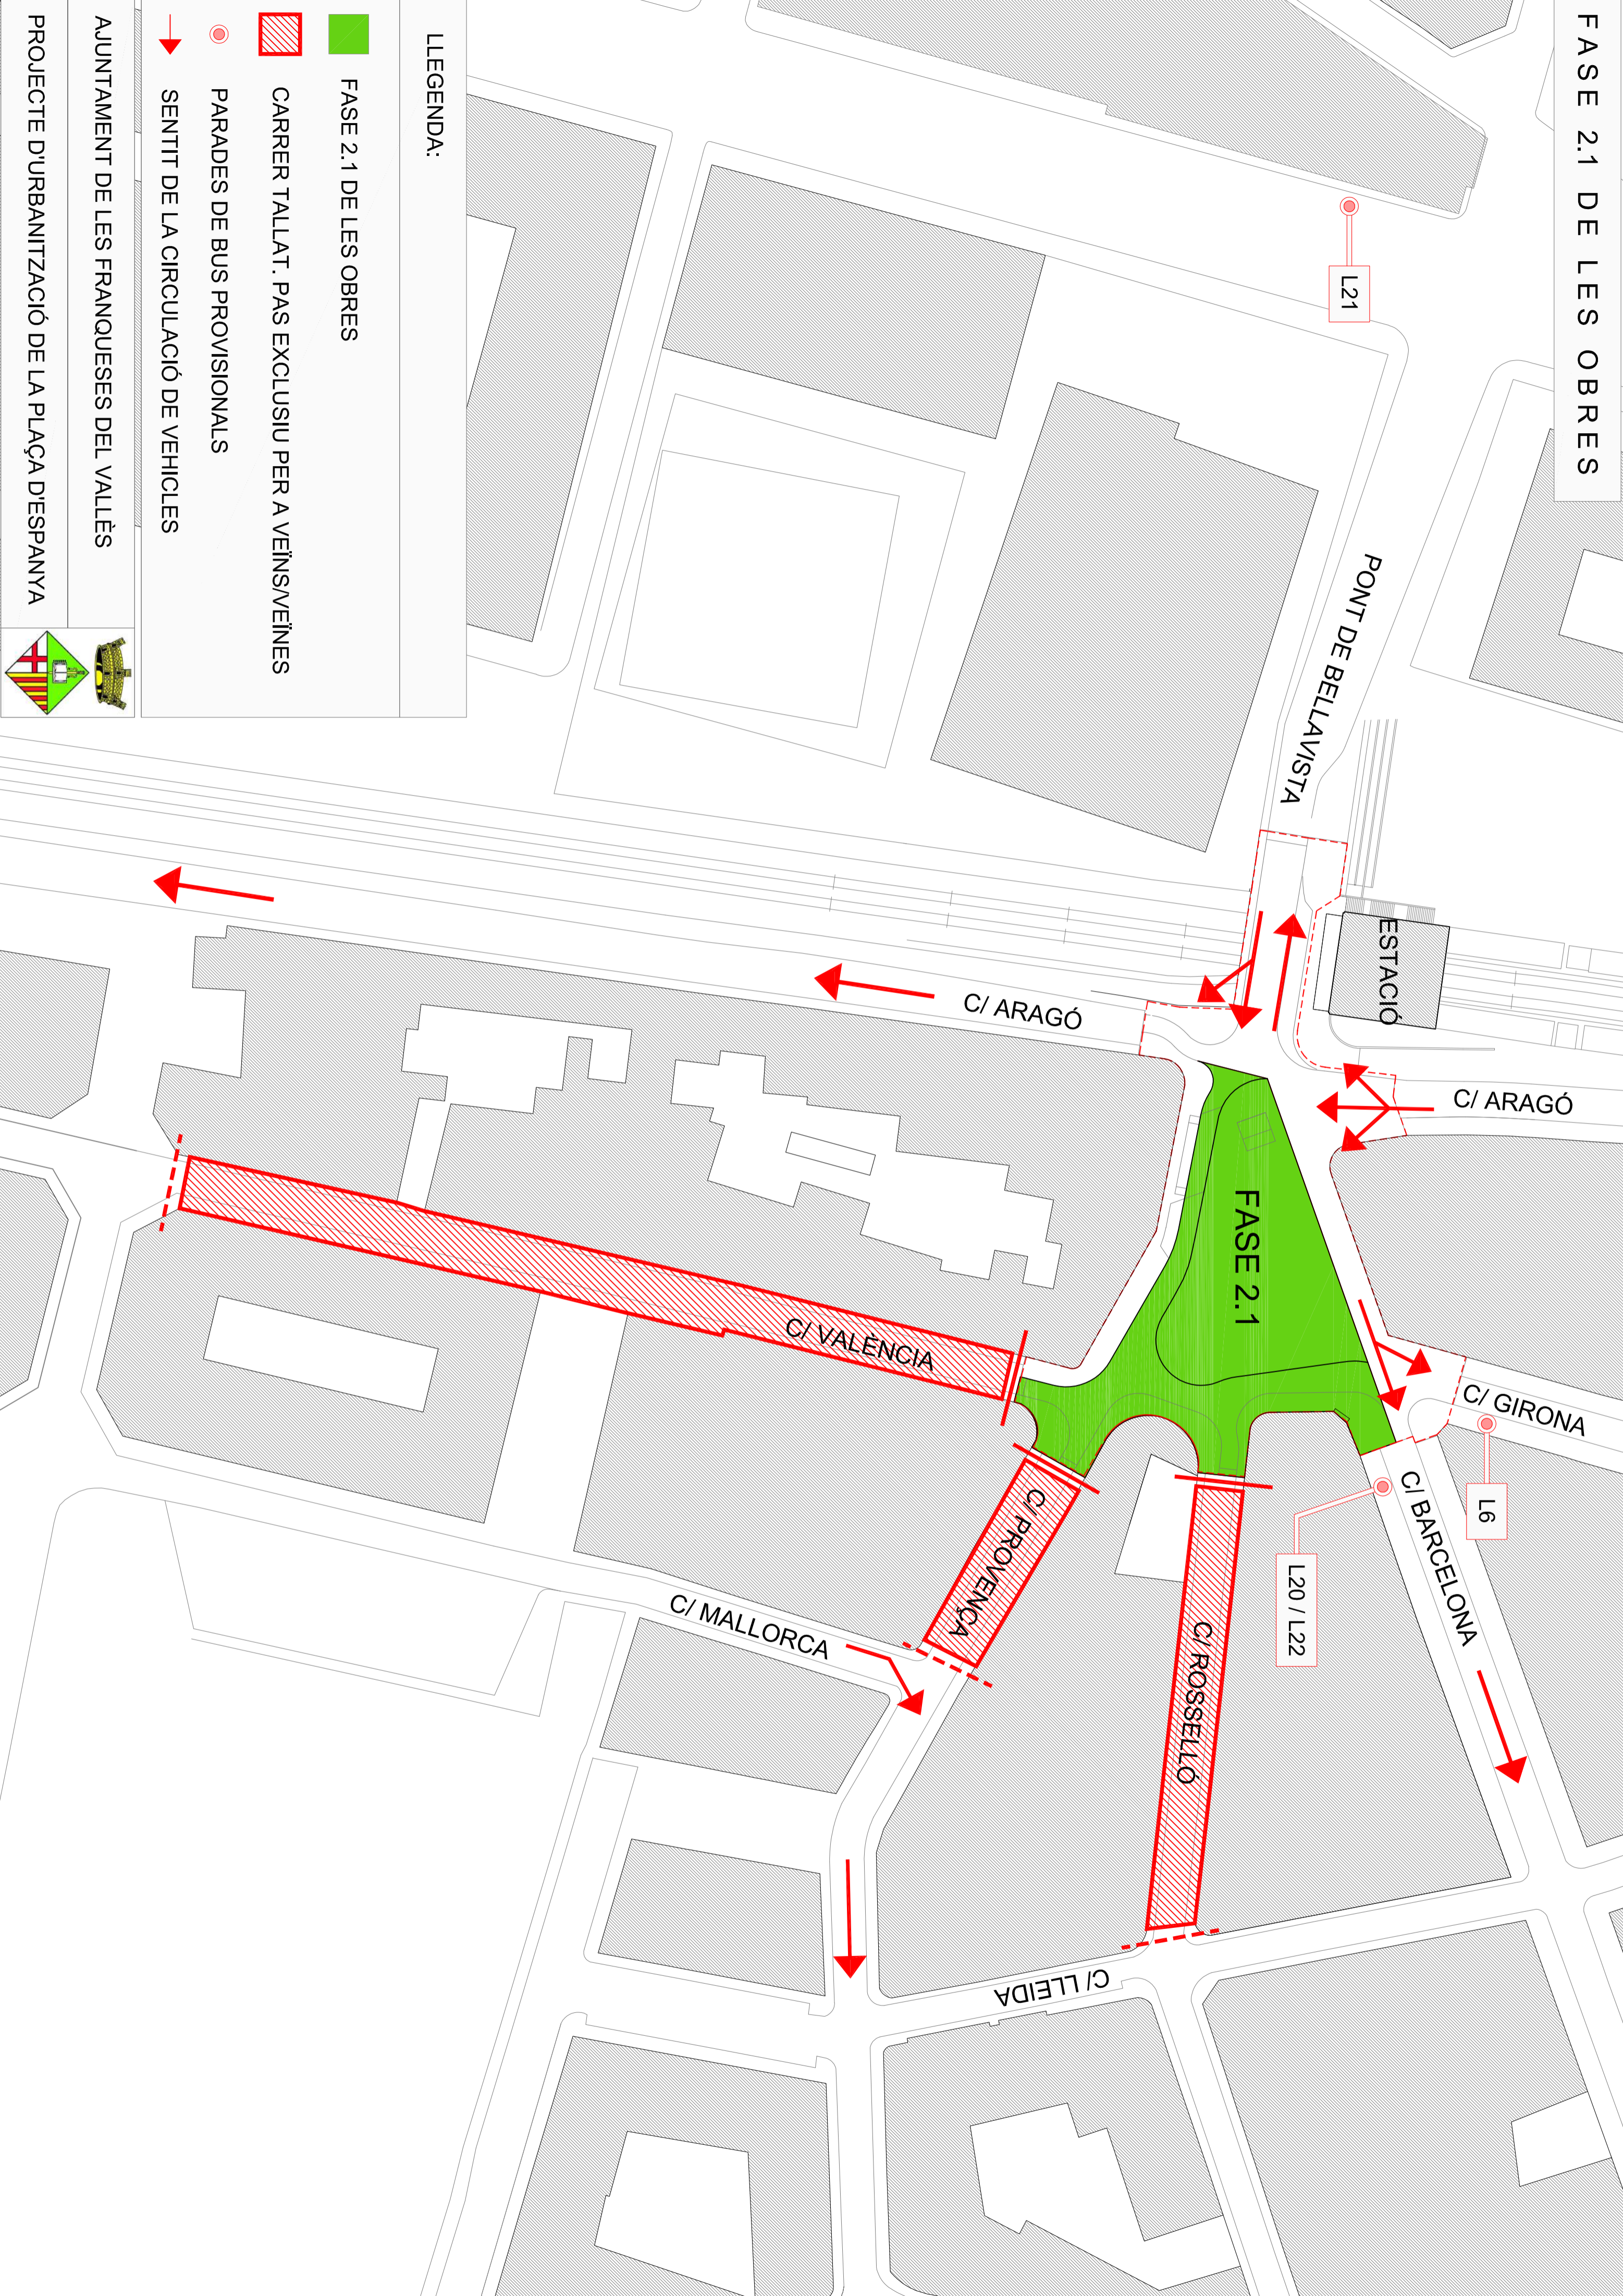 FASE 2.1 DE LES OBRES
L21
PONT DE BELLAVISTA
ESTACIÓ
C/ ARAGÓ
C/ ARAGÓ
FASE 2.1
C/ GIRONA
L6
L20 / L22
C/ BARCELONA
C/ VALÈNCIA
C/ PROVENÇA
C/ ROSSELLÓ
C/ MALLORCA
C/ LLEIDA
LLEGENDA:
FASE 2.1 DE LES OBRES
CARRER TALLAT. PAS EXCLUSIU PER A VEÏNS/VEÏNES
PARADES DE BUS PROVISIONALS
SENTIT DE LA CIRCULACIÓ DE VEHICLES
AJUNTAMENT DE LES FRANQUESES DEL VALLÈS
PROJECTE D'URBANITZACIÓ DE LA PLAÇA D'ESPANYA